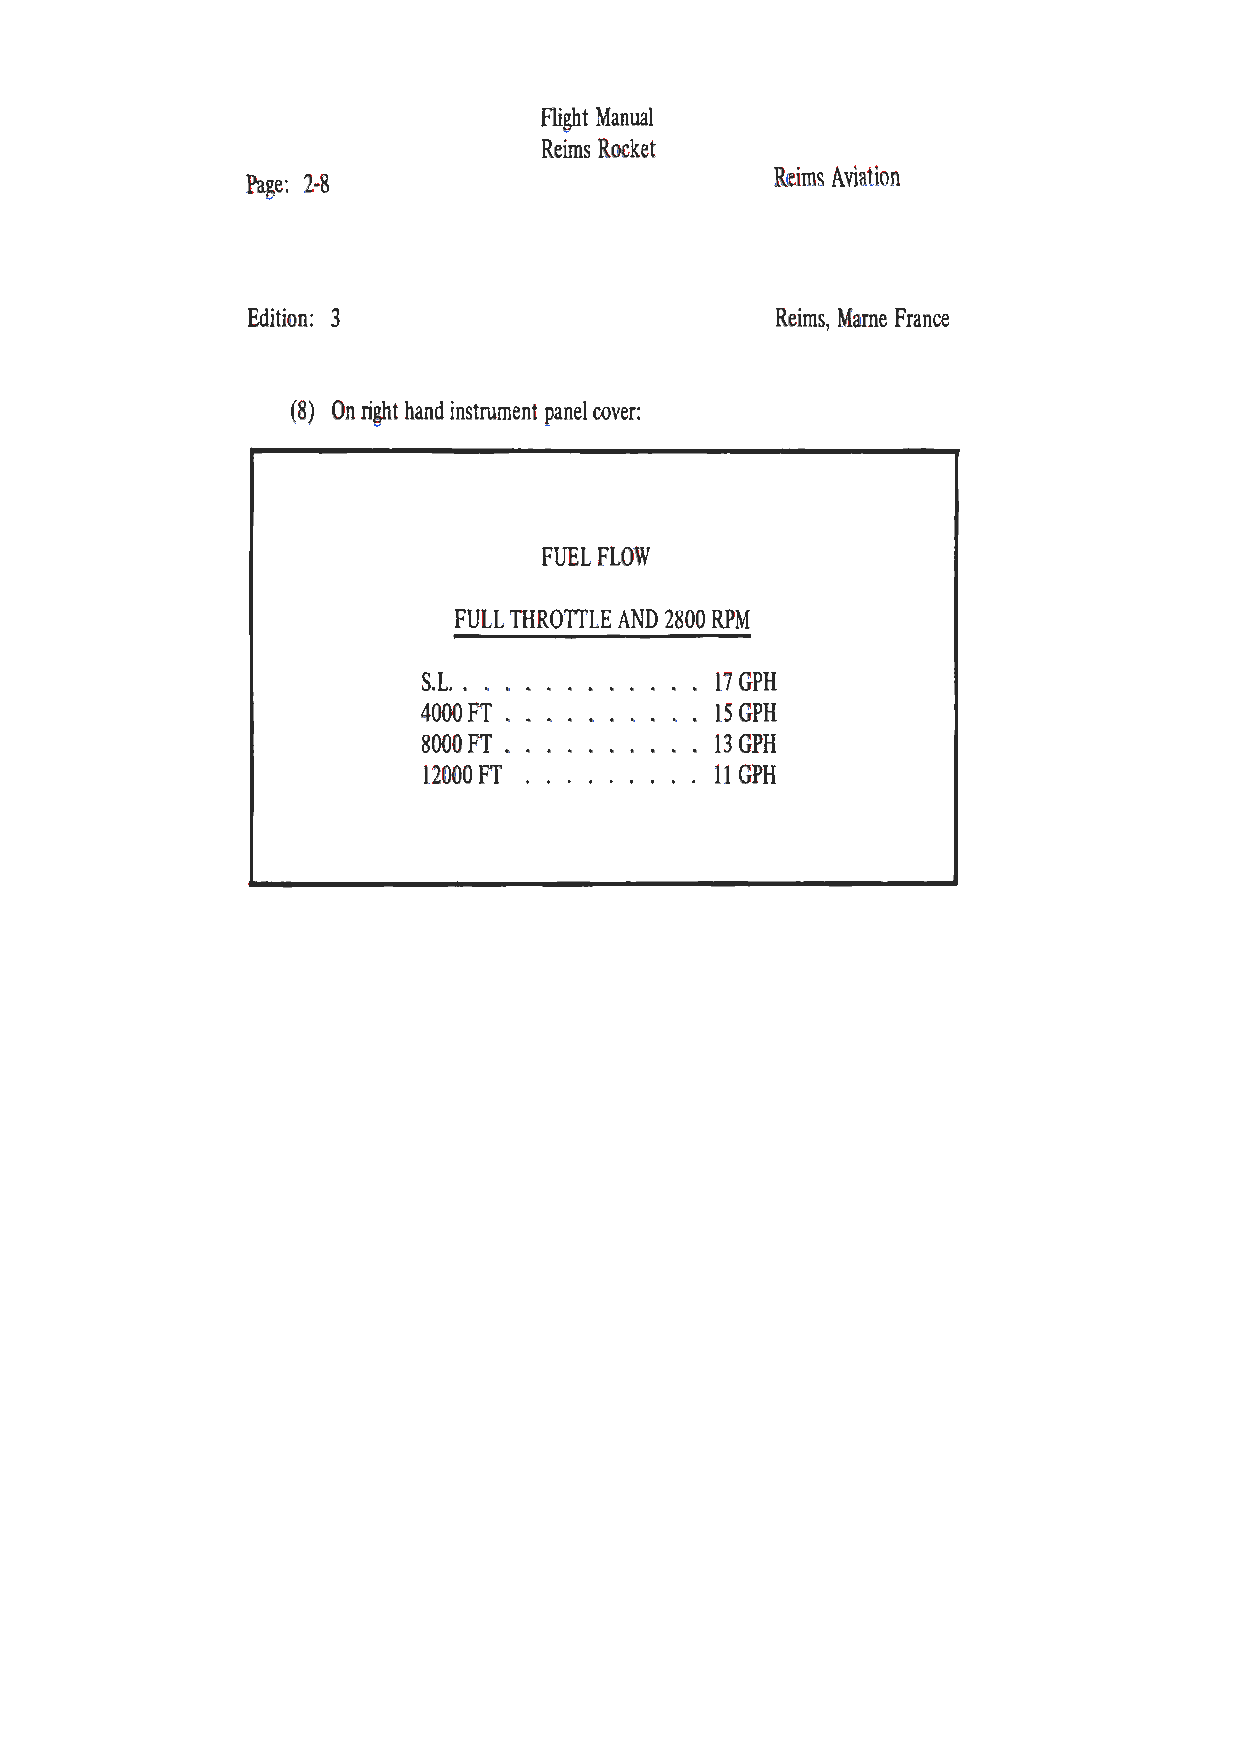 Flight Manual
Reims Rocket
Page: 2-8 Reims Aviation
Edition: 3 Reims, Marne France
(8) On right hand instrument panel cover:
FUEL FLOW
FULL THROTTLE AND 2800 RPM
S.L. . . . . . . . . . . . . 17 GPH
4000 FT . . . . . . . . . . 15 GPH
8000 FT . . . . . . . . . . 13 GPH
12000 FT . . . . . . . . . 11 GPH